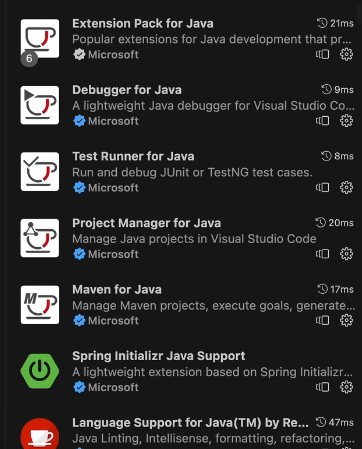 Extension Pack for Java 21ms
Popular extensions for Java development that pr...
6 Microsoft
Debugger for Java 9ms
A lightweight Java debugger for Visual Studio Co...
Microsoft
Test Runner for Java 8ms
Run and debug JUnit or TestNG test cases.
Microsoft
Project Manager for Java 20ms
Manage Java projects in Visual Studio Code
Microsoft
M Maven for Java 17ms
Manage Maven projects, execute goals, generate...
Microsoft
Spring Initializr Java Support
A lightweight extension based on Spring Initializr...
Microsoft
Language Support for Java(TM) by Re... 47ms
Java Linting, Intellisense, formatting, refactoring,...